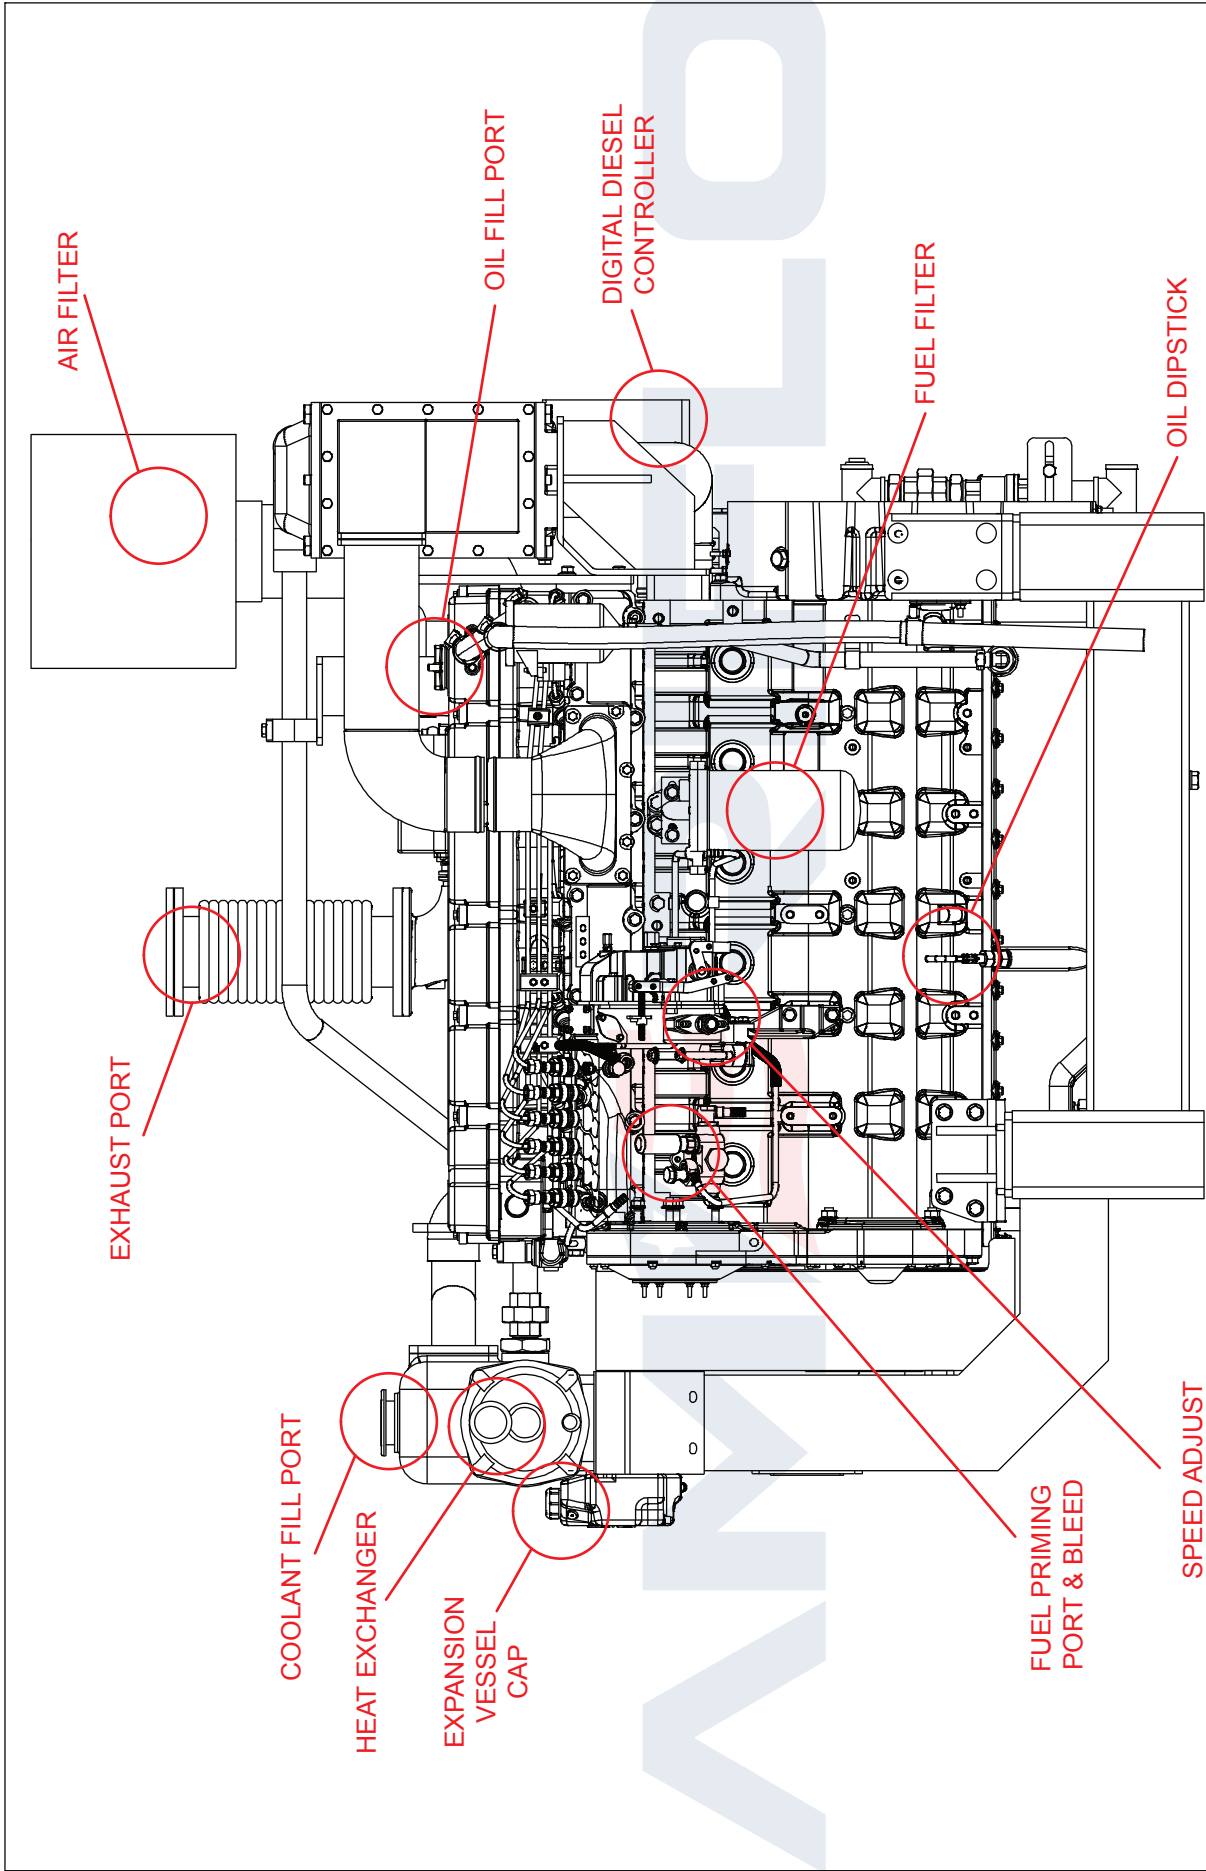 AIR FILTER
EXHAUST PORT
COOLANT FILL PORT
HEAT EXCHANGER
EXPANSION
VESSEL
CAP
OIL FILL PORT
DIGITAL DIESEL
CONTROLLER
FUEL FILTER
FUEL PRIMING
PORT & BLEED
OIL DIPSTICK
SPEED ADJUST